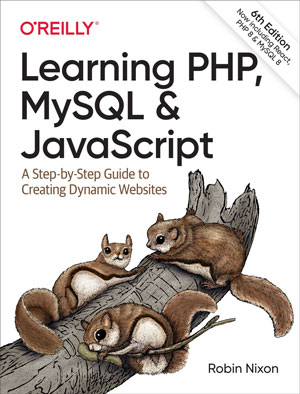 O'REILLY®
6th Edition
Now including React,
PHP 8 & MySQL 8
Learning PHP,
MySQL &
JavaScript
A Step-by-Step Guide to
Creating Dynamic Websites
Robin Nixon